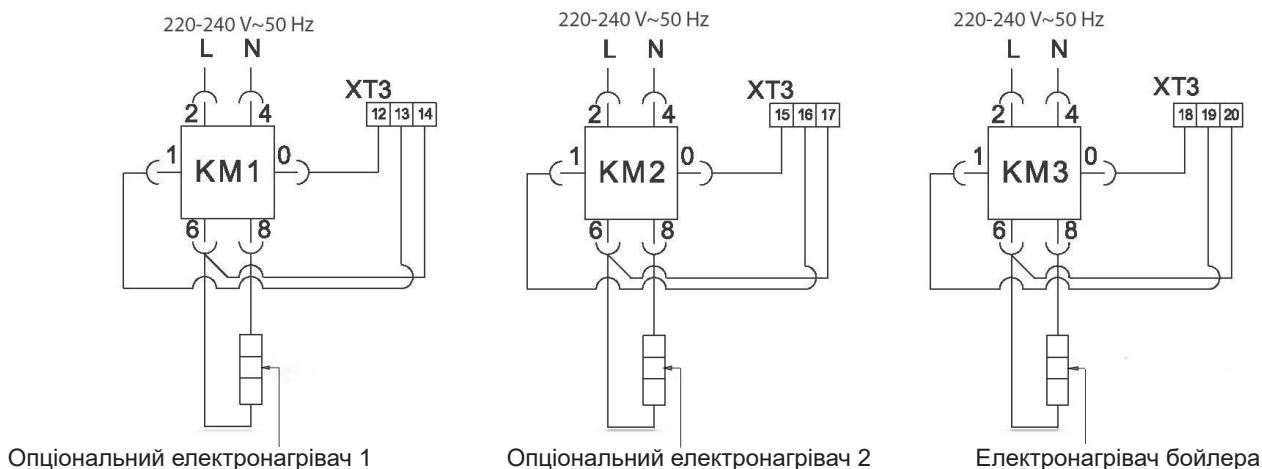 220-240 V~50 Hz
L N
XT3
2 4
12 13 14
1 KM1 0
6 8
Опціональний електронагрівач 1
220-240 V~50 Hz
L N
XT3
2 4
15 16 17
1 KM2 0
6 8
Опціональний електронагрівач 2
220-240 V~50 Hz
L N
XT3
2 4
18 19 20
1 KM3 0
6 8
Електронагрівач бойлера